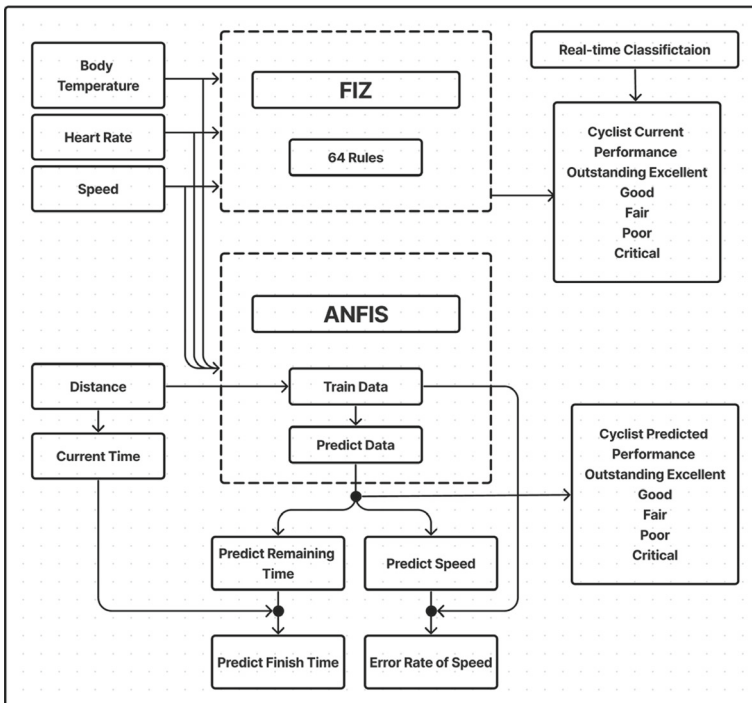 Body
Temperature
Heart Rate
Speed
FIZ
64 Rules
Real-time Classifictaion
Cyclist Current
Performance
Outstanding Excellent
Good
Fair
Poor
Critical
ANFIS
Distance
Train Data
Current Time
Predict Data
Cyclist Predicted
Performance
Outstanding Excellent
Good
Fair
Poor
Critical
Predict Remaining
Time
Predict Speed
Predict Finish Time
Error Rate of Speed